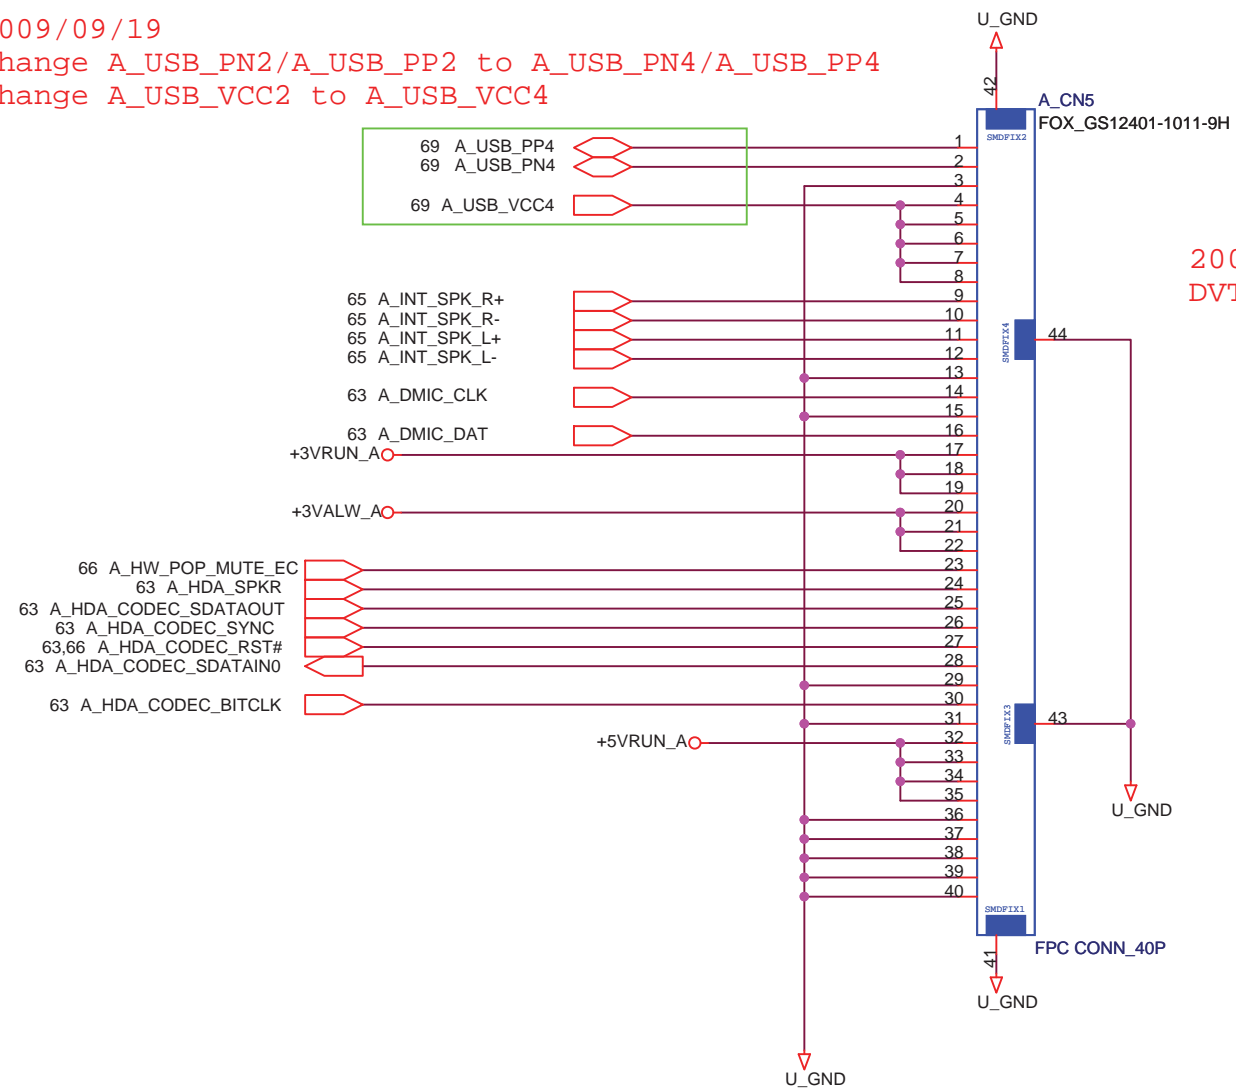 009/09/19
hange A_USB_PN2/A_USB_PP2 to A_USB_PN4/A_USB_PP4
hange A_USB_VCC2 to A_USB_VCC4
U_GND
42
A_CN5
FOX_GS12401-1011-9H
SMDFIX2
69 A_USB_PP4 1
69 A_USB_PN4 2
3
69 A_USB_VCC4 4
5
6
7
8
200
DVT
65 A_INT_SPK_R+ 9
65 A_INT_SPK_R- 10
65 A_INT_SPK_L+ 11
SMDFIX4 44
65 A_INT_SPK_L- 12
13
63 A_DMIC_CLK 14
15
63 A_DMIC_DAT 16
+3VRUN_A 17
18
19
+3VALW_A 20
21
22
66 A_HW_POP_MUTE_EC 23
63 A_HDA_SPKR 24
63 A_HDA_CODEC_SDATAOUT 25
63 A_HDA_CODEC_SYNC 26
63,66 A_HDA_CODEC_RST# 27
63 A_HDA_CODEC_SDATAIN0 28
29
63 A_HDA_CODEC_BITCLK 30
31
SMDFIX3 43
+5VRUN_A 32
33
34
35
U_GND
36
37
38
39
40
SMDFIX1
FPC CONN_40P
41
U_GND
U_GND